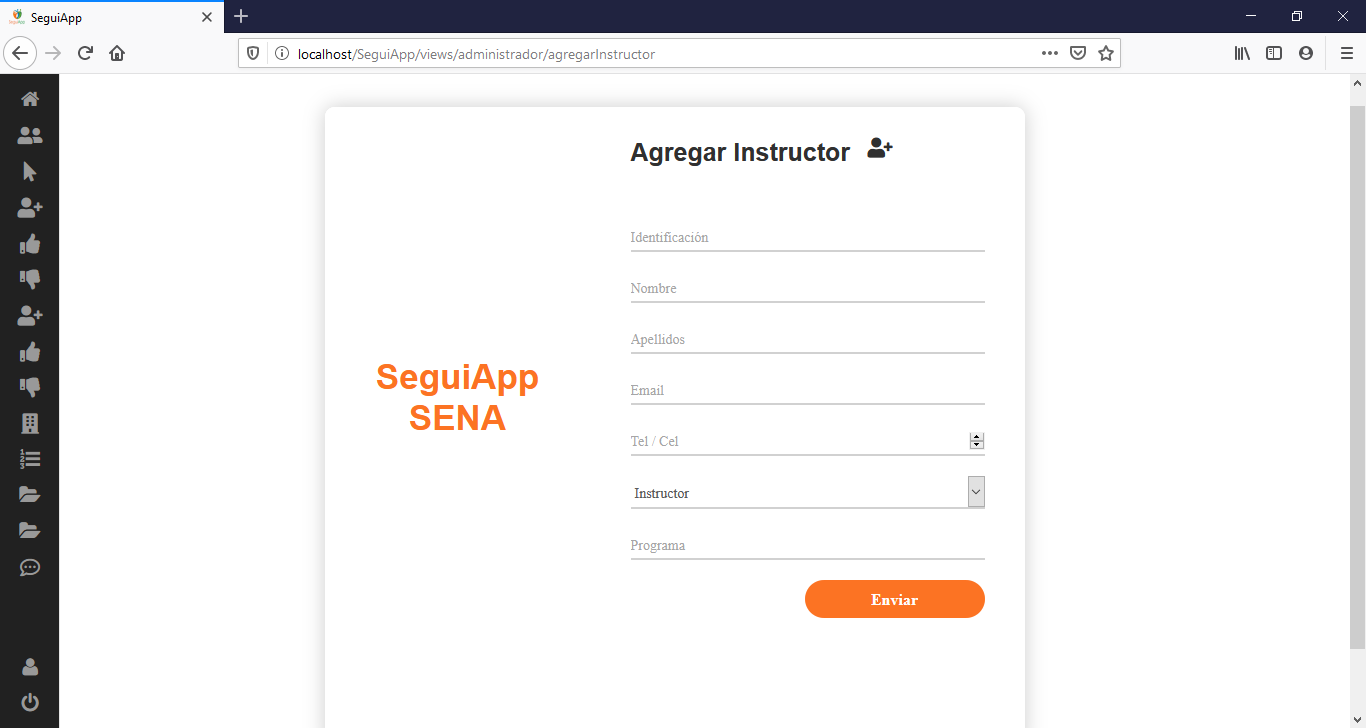 SeguiApp
localhost/SeguiApp/views/administrador/agregarInstructor
Agregar Instructor
Identificación
Nombre
Apellidos
Email
Tel / Cel
Instructor
Programa
Enviar
SeguiApp
SENA